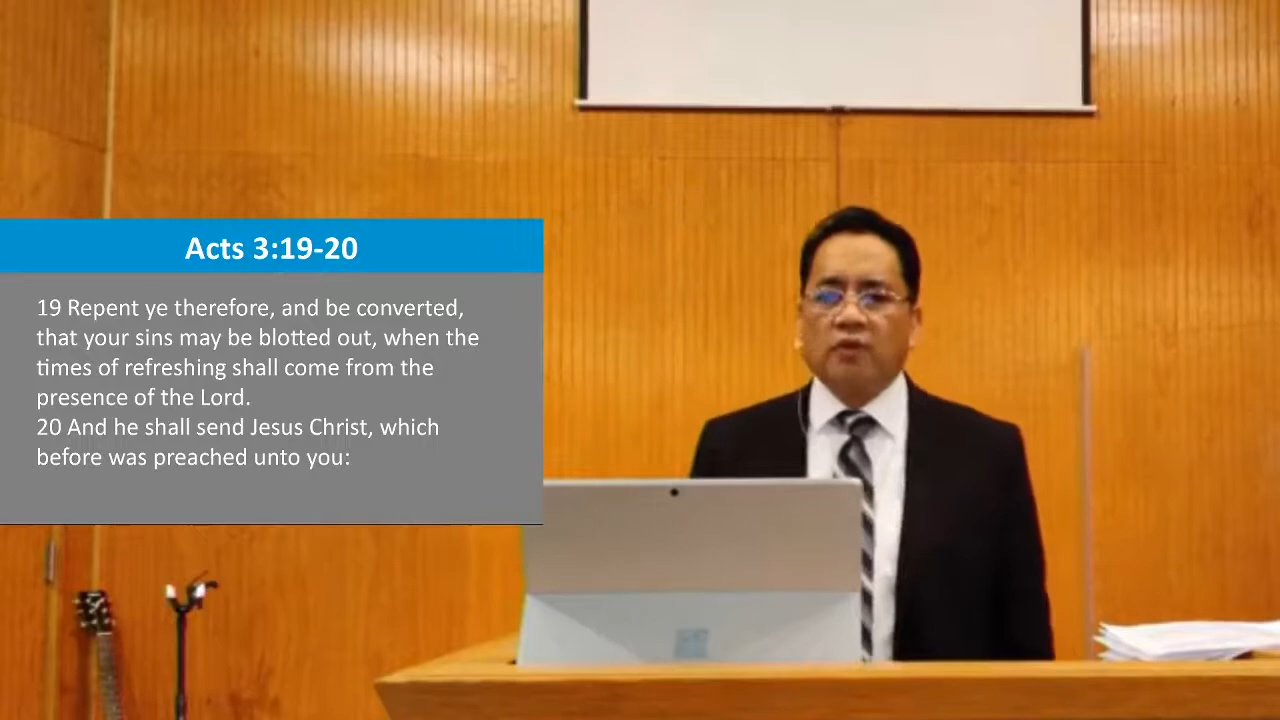 Acts 3:19-20
19 Repent ye therefore, and be converted,
that your sins may be blotted out, when the
times of refreshing shall come from the
presence of the Lord.
20 And he shall send Jesus Christ, which
before was preached unto you: